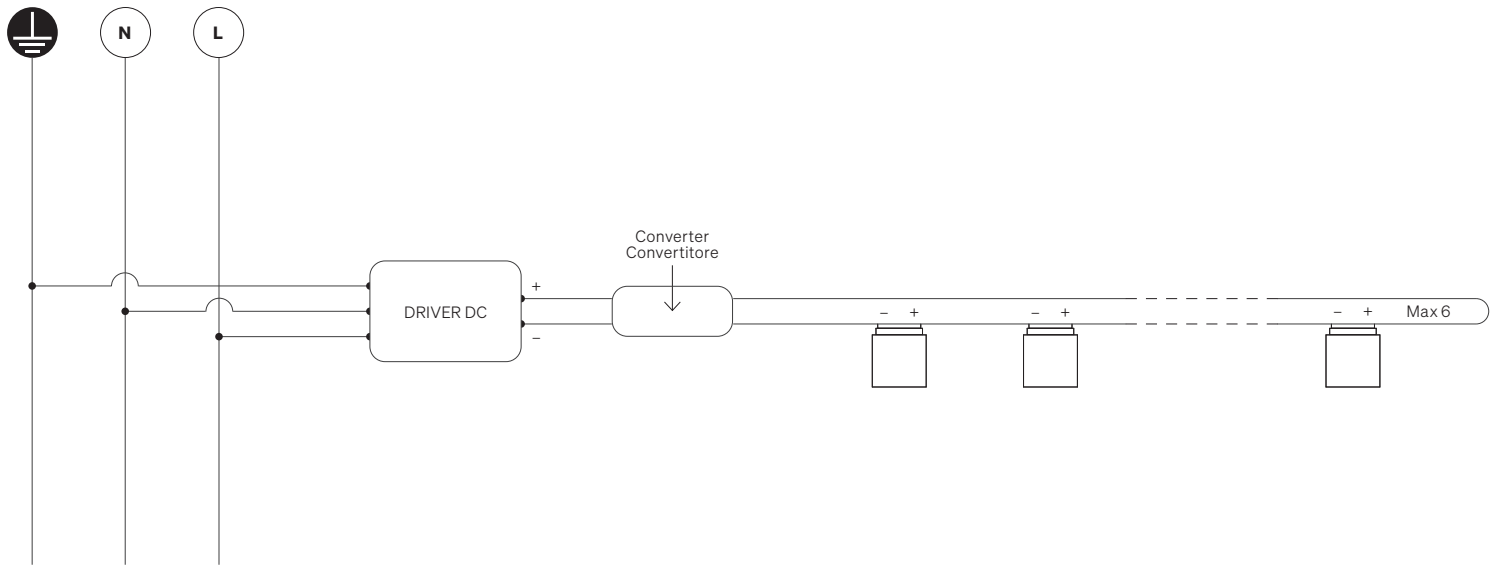 N
L
Converter
Convertitore
DRIVER DC
+
−
− +
− +
− +
Max 6